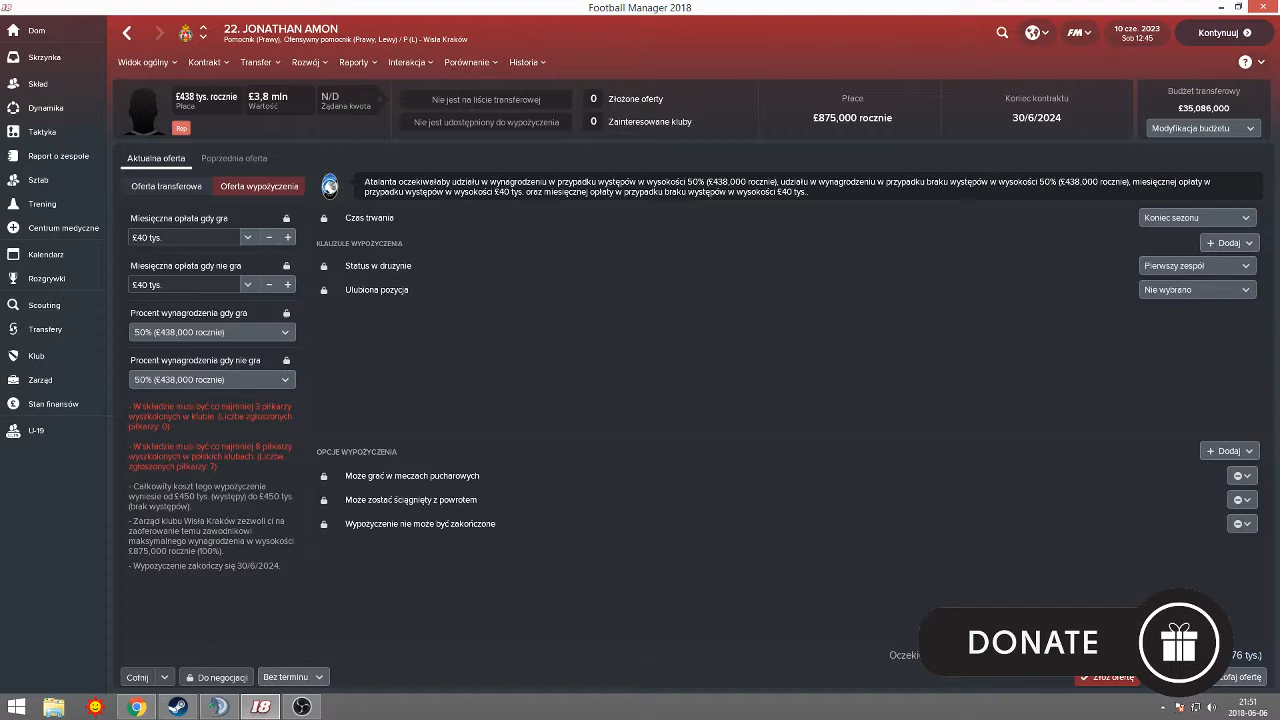 Football Manager 2018
Dom
Skrzynka
Skład
Dynamika
Taktyka
Raport o zespole
Sztab
Trening
Centrum medyczne
Kalendarz
Rozgrywki
Scouting
Transfery
Klub
Zarząd
Stan finansów
U-19
22. JONATHAN AMON
Pomocnik (Prawy), Ofensywny pomocnik (Prawy, Lewy) / P (L) - Wisła Kraków
FM
10 cze. 2023
Sob 12:45
Kontynuuj
Widok ogólny
Kontrakt
Transfer
Rozwój
Raporty
Interakcja
Porównanie
Historia
?
£438 tys. rocznie
Płaca
£3,8 mln
Wartość
N/D
Żądana kwota
Rep
Nie jest na liście transferowej
Nie jest udostępniony do wypożyczenia
0 Złożone oferty
0 Zainteresowane kluby
Płace
£875,000 rocznie
Koniec kontraktu
30/6/2024
Budżet transferowy
£35,086,000
Modyfikacja budżetu
Aktualna oferta
Poprzednia oferta
Oferta transferowa
Oferta wypożyczenia
Atalanta oczekiwałaby udziału w wynagrodzeniu w przypadku występów w wysokości 50% (£438,000 rocznie), udziału w wynagrodzeniu w przypadku braku występów w wysokości 50% (£438,000 rocznie), miesięcznej opłaty w
przypadku występów w wysokości £40 tys. oraz miesięcznej opłaty w przypadku braku występów w wysokości £40 tys..
Miesięczna opłata gdy gra
£40 tys.
Miesięczna opłata gdy nie gra
£40 tys.
Procent wynagrodzenia gdy gra
50% (£438,000 rocznie)
Procent wynagrodzenia gdy nie gra
50% (£438,000 rocznie)
- W składzie musi być co najmniej 3 piłkarzy
wyszkolonych w klubie. (Liczba zgłoszonych
piłkarzy: 0)
- W składzie musi być co najmniej 8 piłkarzy
wyszkolonych w polskich klubach. (Liczba
zgłoszonych piłkarzy: 7)
- Całkowity koszt tego wypożyczenia
wyniesie od £450 tys. (występy) do £450 tys.
(brak występów).
- Zarząd klubu Wisła Kraków zezwoli ci na
zaoferowanie temu zawodnikowi
maksymalnego wynagrodzenia w wysokości
£875,000 rocznie (100%).
- Wypożyczenie zakończy się 30/6/2024.
Czas trwania
Koniec sezonu
KLAUZULE WYPOŻYCZENIA
Dodaj
Status w drużynie
Pierwszy zespół
Ulubiona pozycja
Nie wybrano
OPCJE WYPOŻYCZENIA
Dodaj
Może grać w meczach pucharowych
Może zostać ściągnięty z powrotem
Wypożyczenie nie może być zakończone
DONATE
76 tys.)
Cofnij
Do negocjacji
Bez terminu
Złóż ofertę
ofertę
18
21:51
2018-06-06